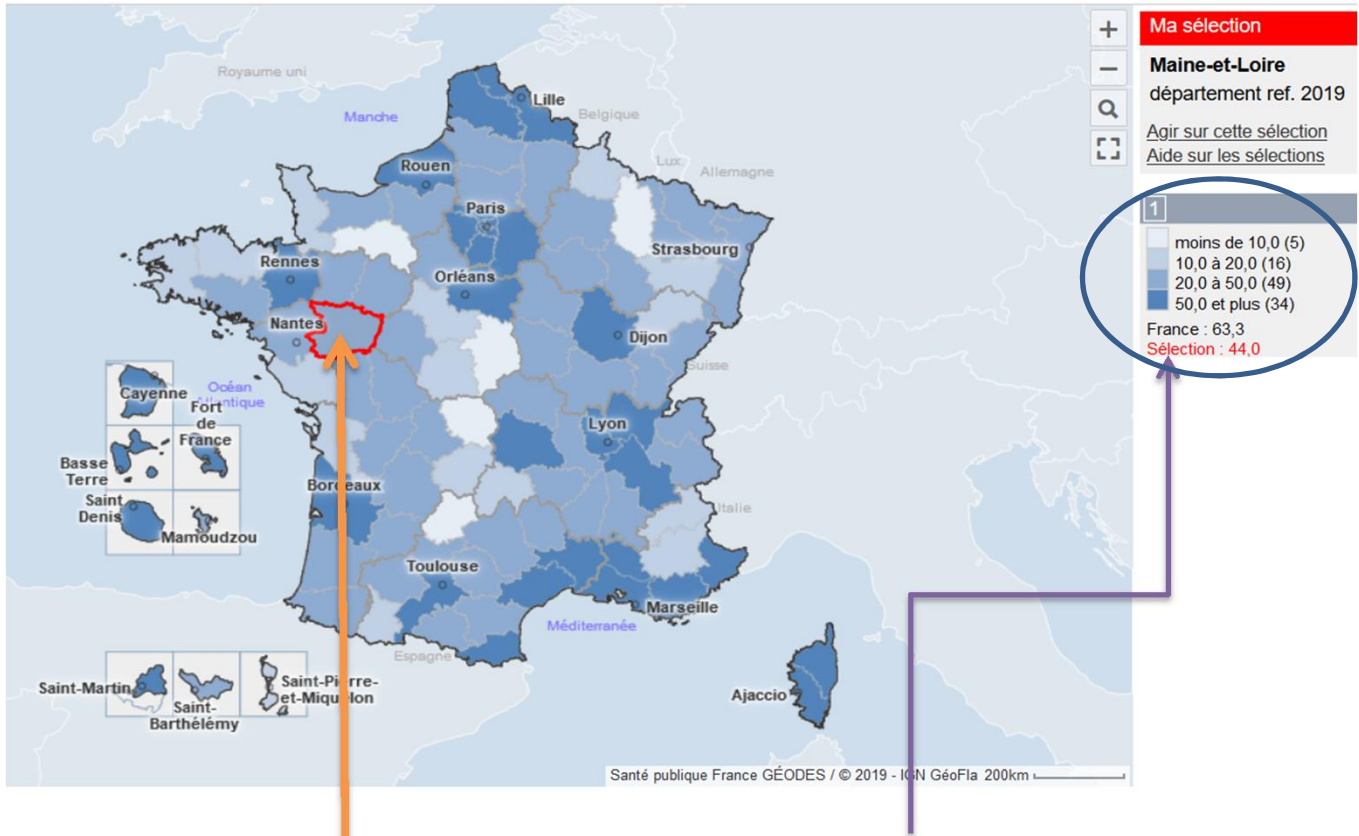 Royaume uni
Manche
Lille
Belgique
Rouen
Lux.
Allemagne
Paris
Strasbourg
Rennes
Orléans
Nantes
Dijon
Suisse
Océan
Atlantique
Cayenne
Fort
de
France
Lyon
Basse
Terre
Bordeaux
Saint
Denis
Mamoudzou
Italie
Toulouse
Marseille
Méditerranée
Espagne
Saint-Martin
Saint-
Barthélémy
Saint-Pierre-
et-Miquelon
Ajaccio
Santé publique France GÉODES / © 2019 - IGN GéoFla 200km
+
−
Ma sélection
Maine-et-Loire
département ref. 2019
Agir sur cette sélection
Aide sur les sélections
1
moins de 10,0 (5)
10,0 à 20,0 (16)
20,0 à 50,0 (49)
50,0 et plus (34)
France : 63,3
Sélection : 44,0